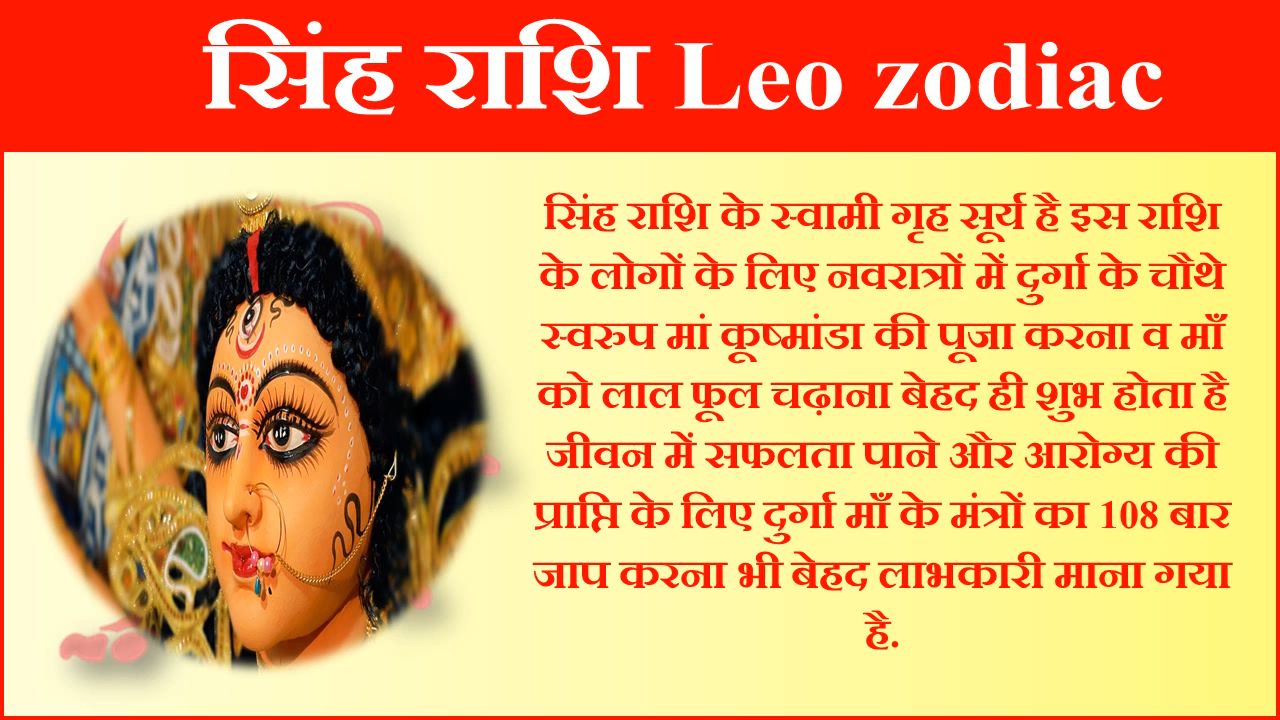 सिंह राशि Leo zodiac
सिंह राशि के स्वामी गृह सूर्य है इस राशि
के लोगों के लिए नवरात्रों में दुर्गा के चौथे
स्वरुप मां कूष्मांडा की पूजा करना व माँ
को लाल फूल चढ़ाना बेहद ही शुभ होता है
जीवन में सफलता पाने और आरोग्य की
प्राप्ति के लिए दुर्गा माँ के मंत्रों का 108 बार
जाप करना भी बेहद लाभकारी माना गया
है.